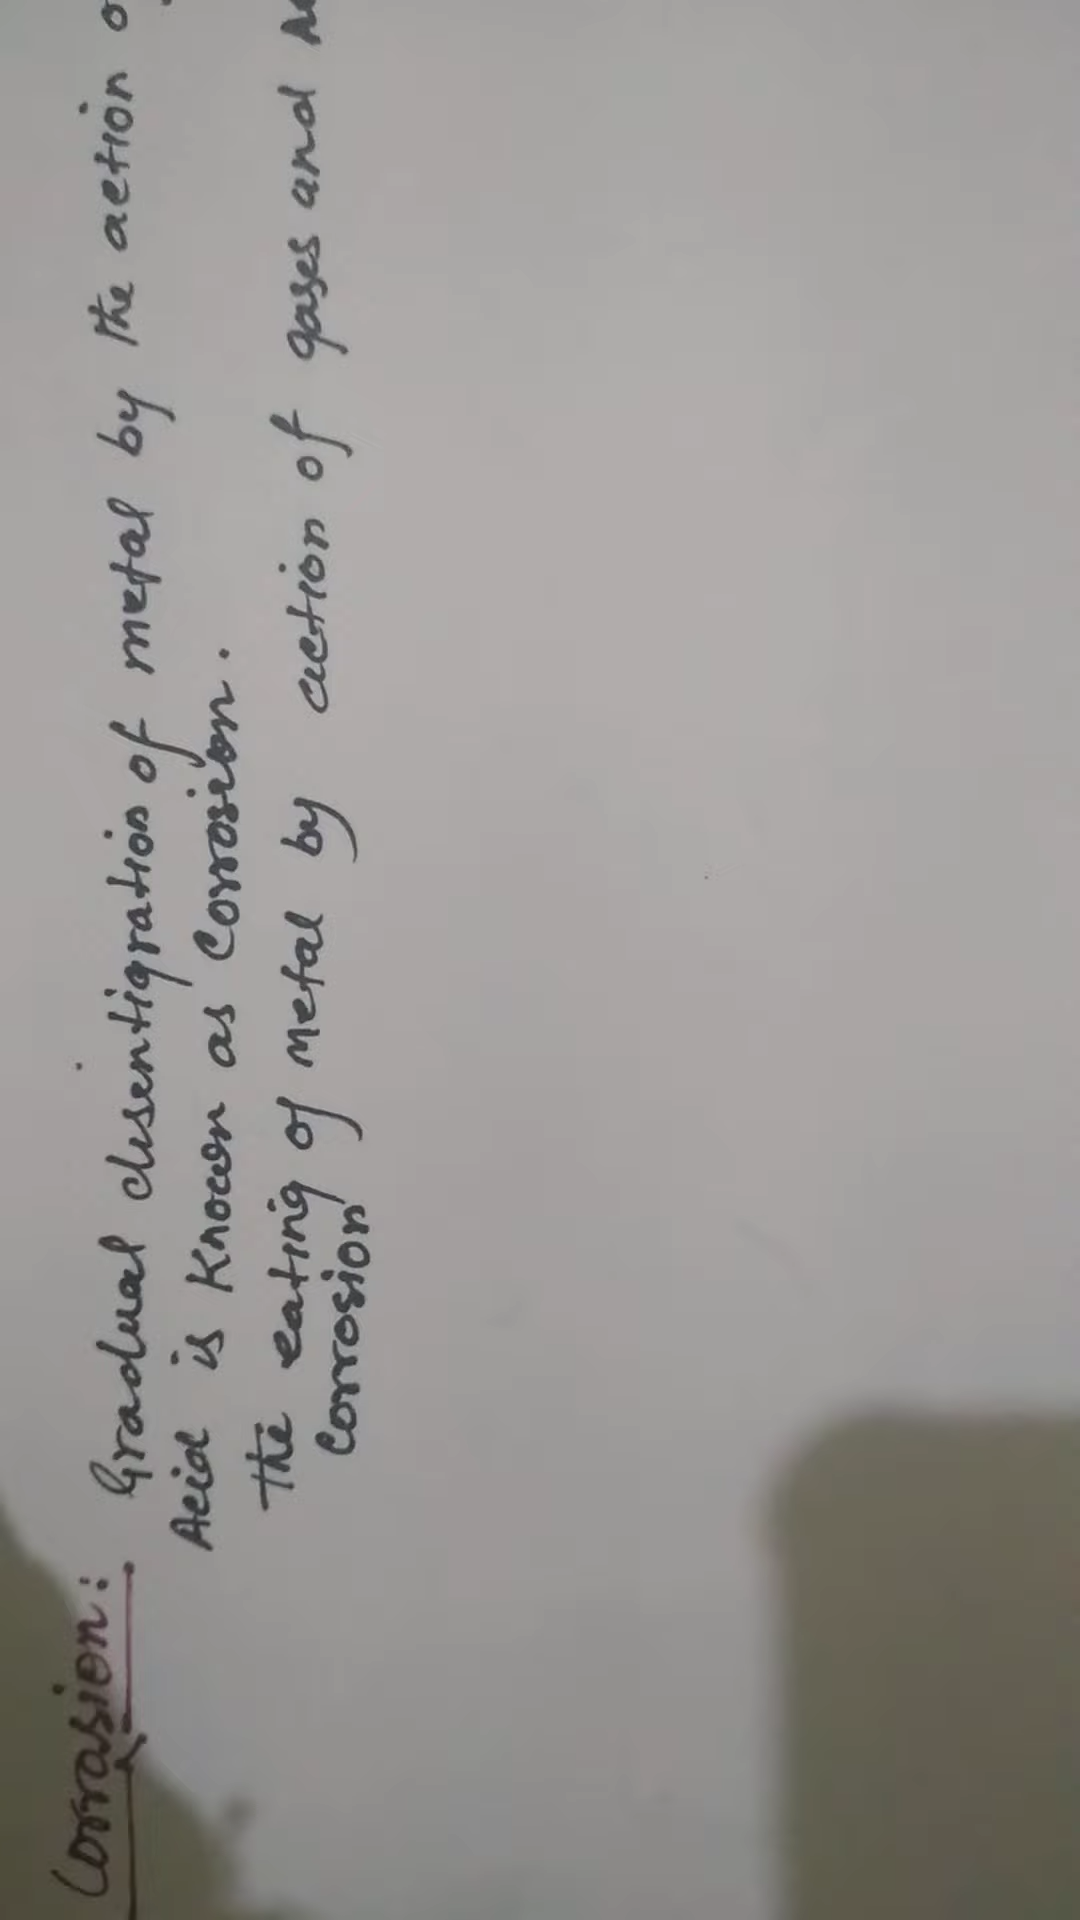 Corrosion:. Gradual disentigration of metal by the action
Acid is Known as Corrosion.
The eating of Metal by action of gases and
Corrosion